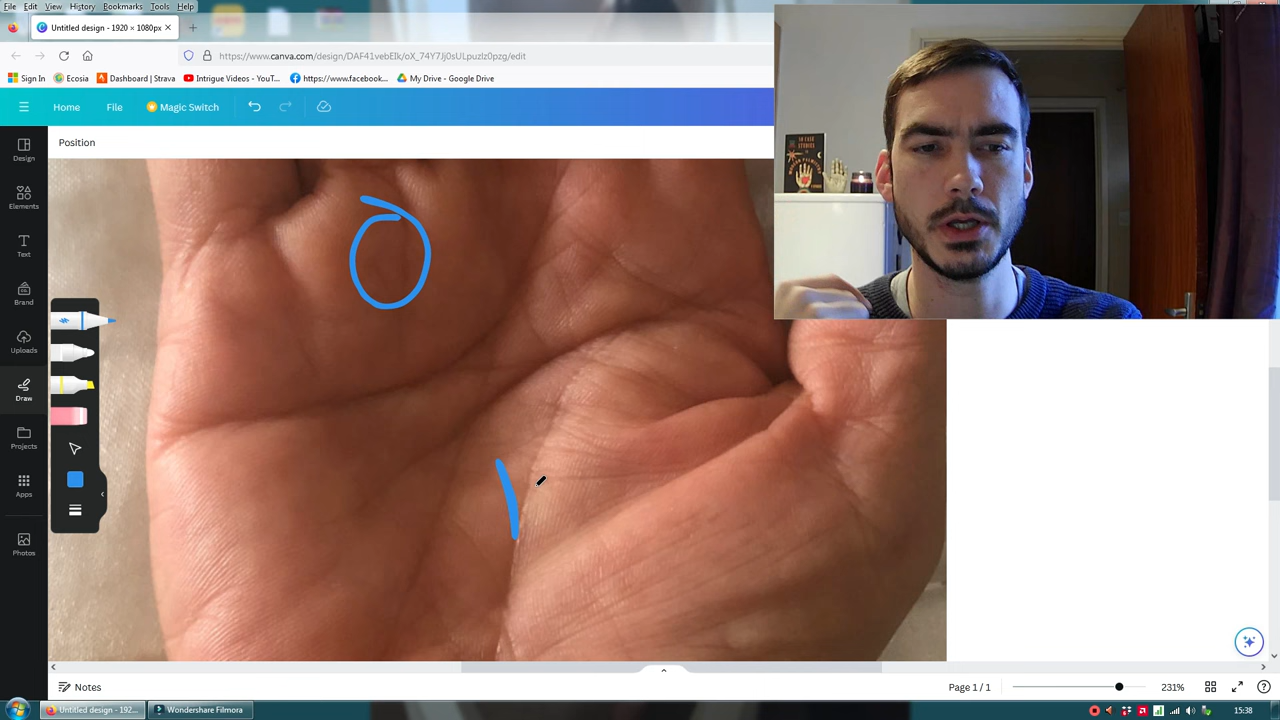 File Edit View History Bookmarks Tools Help
Untitled design - 1920 × 1080px
https://www.canva.com/design/DAF41vebElk/oX_74Y7Jj0sULpuzlz0pzg/edit
Sign In Ecosia Dashboard | Strava Intrigue Videos - YouT... https://www.facebook... My Drive - Google Drive
Home File Magic Switch
Design
Position
Elements
Text
Brand
Uploads
Draw
Projects
Apps
Photos
Notes Page 1 / 1 231%
Untitled design - 192... Wondershare Filmora 15:38